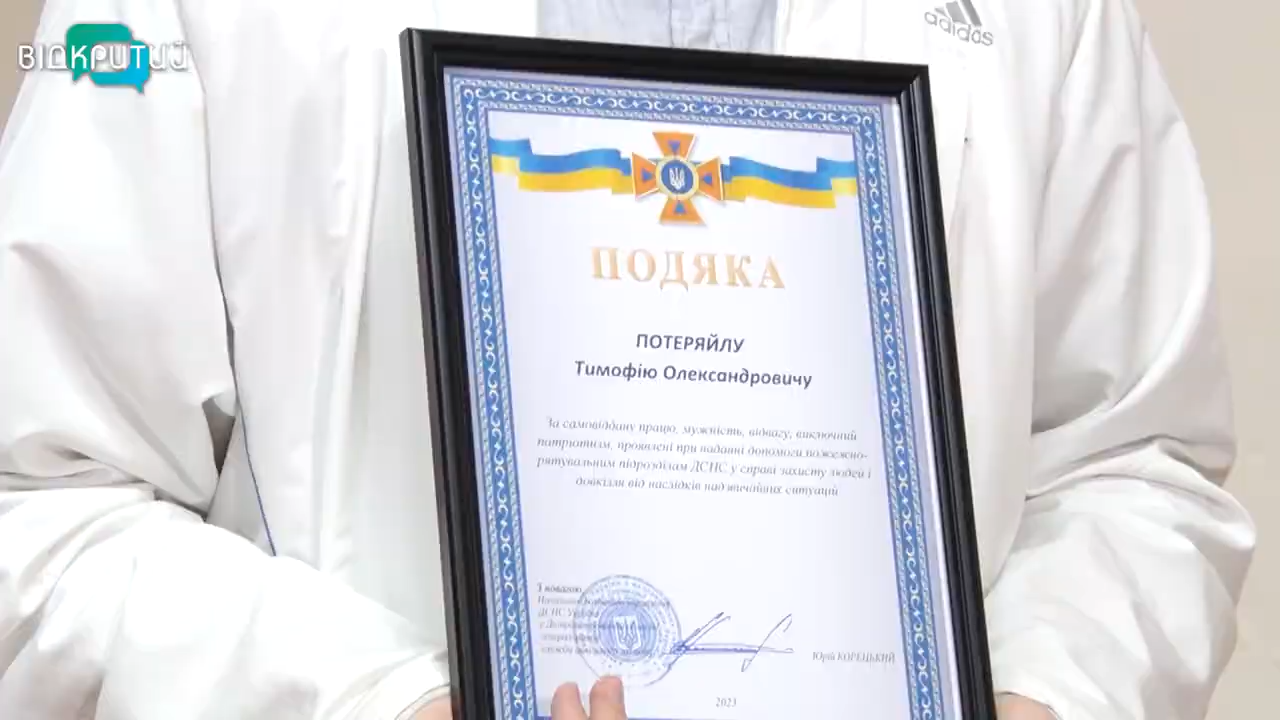 ВІДКРИТИЙ
adidas
ПОДЯКА
ПОТЕРЯЙЛУ
Тимофію Олександровичу
За самовіддану працю, мужність, відвагу, виключний
патріотизм, проявлені при наданні допомоги пожежно-
рятувальним підрозділам ДСНС у справі захисту людей і
довкілля від наслідків надзвичайних ситуацій
З повагою
ДСНС України
Юрій КОРЕЦЬКИЙ
2023